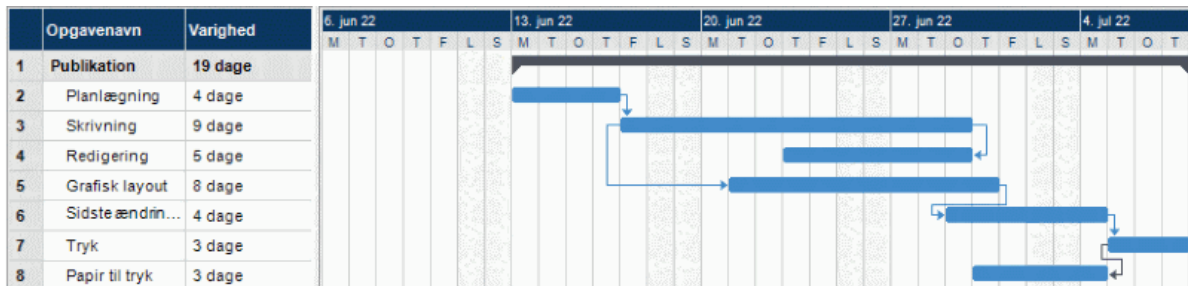 6. jun 22 13. jun 22 20. jun 22 27. jun 22 4. jul 22
Opgavenavn Varighed
M T O T F L S M T O T F L S M T O T F L S M T O T F L S M T O T
1 Publikation 19 dage
2 Planlægning 4 dage
3 Skrivning 9 dage
4 Redigering 5 dage
5 Grafisk layout 8 dage
6 Sidste ændrin... 4 dage
7 Tryk 3 dage
8 Papir til tryk 3 dage